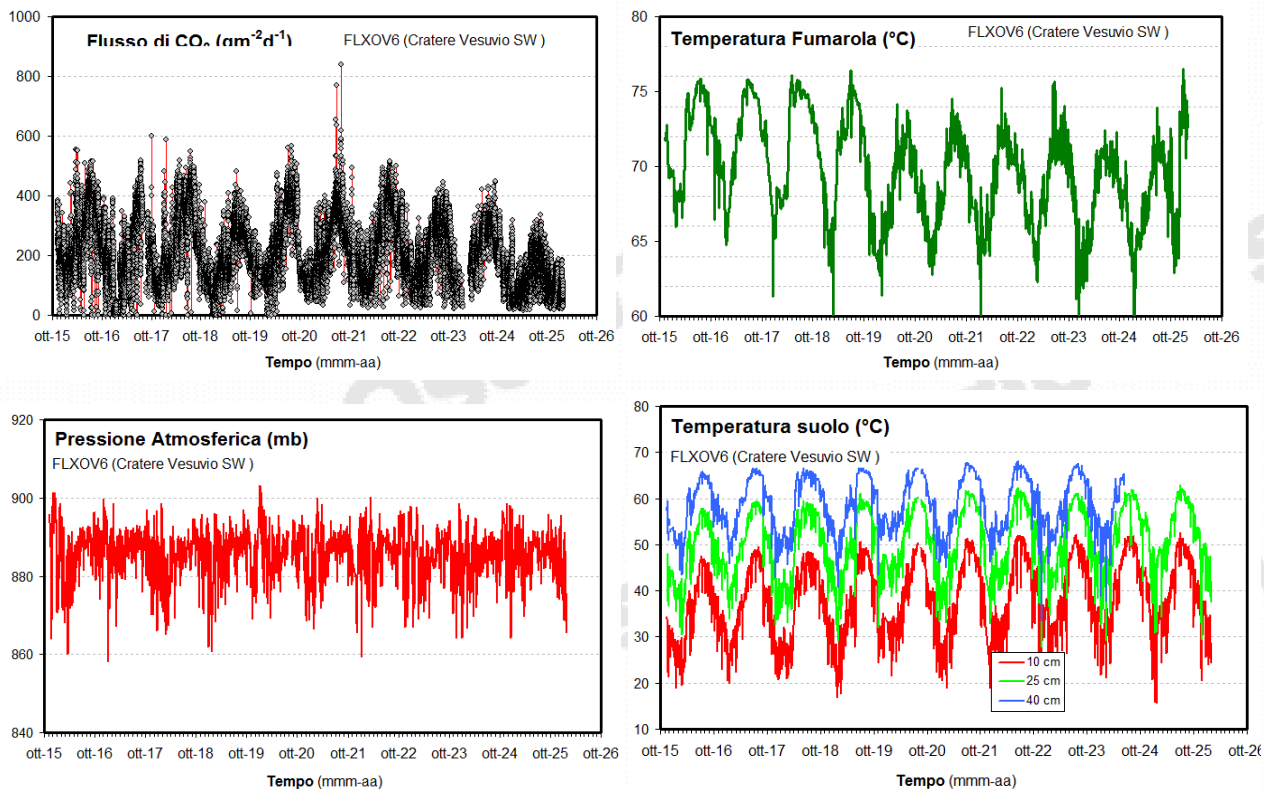 Flusso di CO₂ (gm⁻²d⁻¹)
FLXOV6 (Cratere Vesuvio SW )
1000
800
600
400
200
0
ott-15 ott-16 ott-17 ott-18 ott-19 ott-20 ott-21 ott-22 ott-23 ott-24 ott-25 ott-26
Tempo (mmm-aa)
Temperatura Fumarola (°C)
FLXOV6 (Cratere Vesuvio SW )
80
75
70
65
60
ott-15 ott-16 ott-17 ott-18 ott-19 ott-20 ott-21 ott-22 ott-23 ott-24 ott-25 ott-26
Tempo (mmm-aa)
Pressione Atmosferica (mb)
FLXOV6 (Cratere Vesuvio SW )
920
900
880
860
840
ott-15 ott-16 ott-17 ott-18 ott-19 ott-20 ott-21 ott-22 ott-23 ott-24 ott-25 ott-26
Tempo (mmm-aa)
Temperatura suolo (°C)
FLXOV6 (Cratere Vesuvio SW )
80
70
60
50
40
30
20
10
10 cm
25 cm
40 cm
ott-15 ott-16 ott-17 ott-18 ott-19 ott-20 ott-21 ott-22 ott-23 ott-24 ott-25 ott-26
Tempo (mmm-aa)